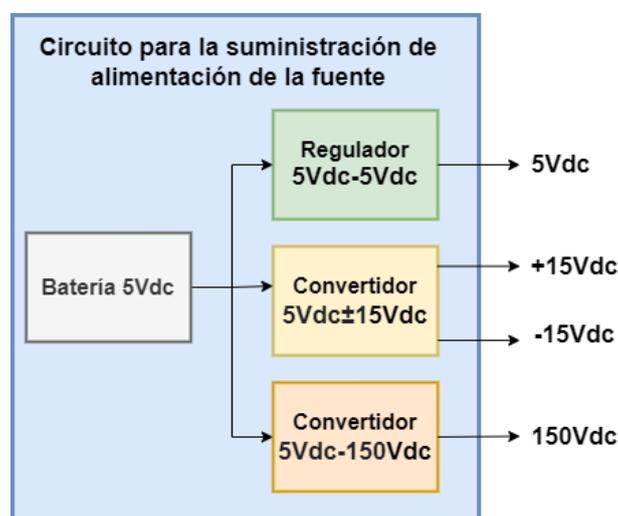 Circuito para la suministración de
alimentación de la fuente
Regulador
5Vdc-5Vdc
5Vdc
Batería 5Vdc
Convertidor
5Vdc±15Vdc
+15Vdc
-15Vdc
Convertidor
5Vdc-150Vdc
150Vdc